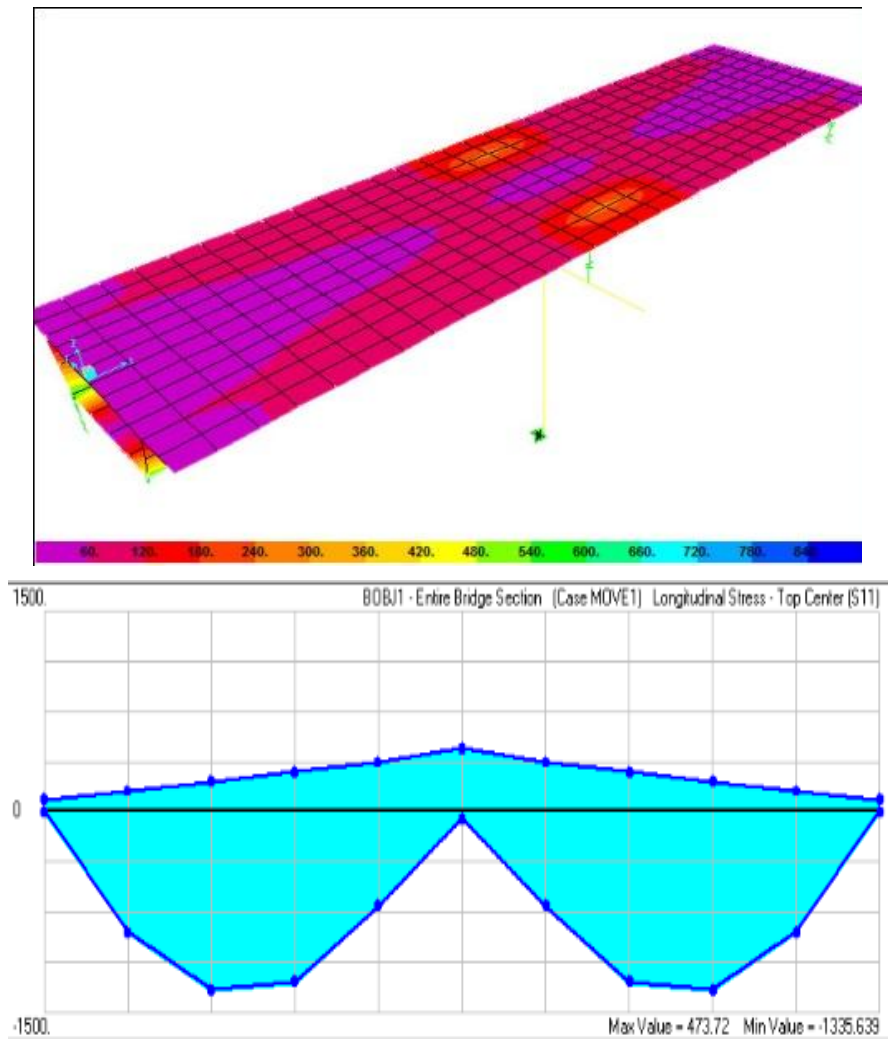 60. 120. 180. 240. 300. 360. 420. 480. 540. 600. 660. 720. 780. 840.
1500. BOBJ1 - Entire Bridge Section (Case MOVE1) Longitudinal Stress - Top Center (S11)
0
-1500. Max Value = 473.72 Min Value = -1335.639